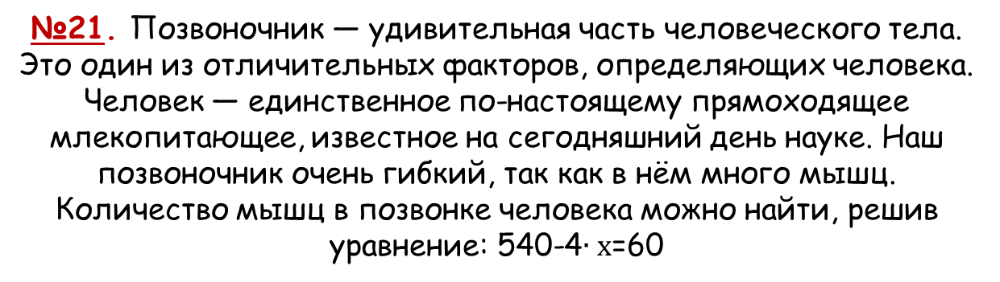 №21. Позвоночник — удивительная часть человеческого тела.
Это один из отличительных факторов, определяющих человека.
Человек — единственное по-настоящему прямоходящее
млекопитающее, известное на сегодняшний день науке. Наш
позвоночник очень гибкий, так как в нём много мышц.
Количество мышц в позвонке человека можно найти, решив
уравнение: 540-4· x=60